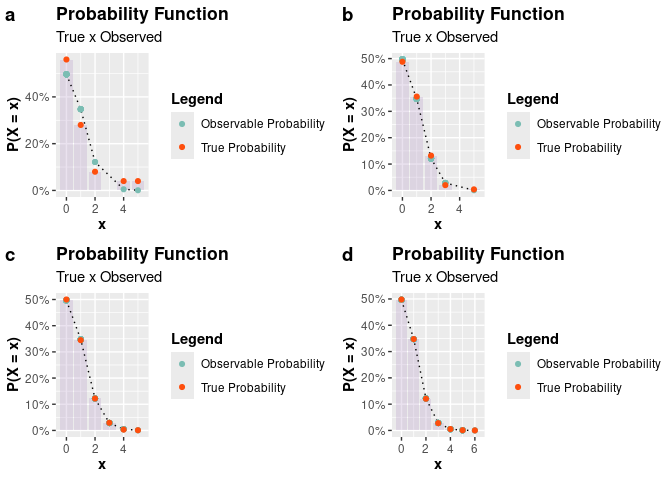 a
Probability Function
True x Observed
P(X = x)
40%
20%
0%
0 2 4
x
Legend
Observable Probability
True Probability
b
Probability Function
True x Observed
P(X = x)
50%
40%
30%
20%
10%
0%
0 2 4
x
Legend
Observable Probability
True Probability
c
Probability Function
True x Observed
P(X = x)
50%
40%
30%
20%
10%
0%
0 2 4
x
Legend
Observable Probability
True Probability
d
Probability Function
True x Observed
P(X = x)
50%
40%
30%
20%
10%
0%
0 2 4 6
x
Legend
Observable Probability
True Probability